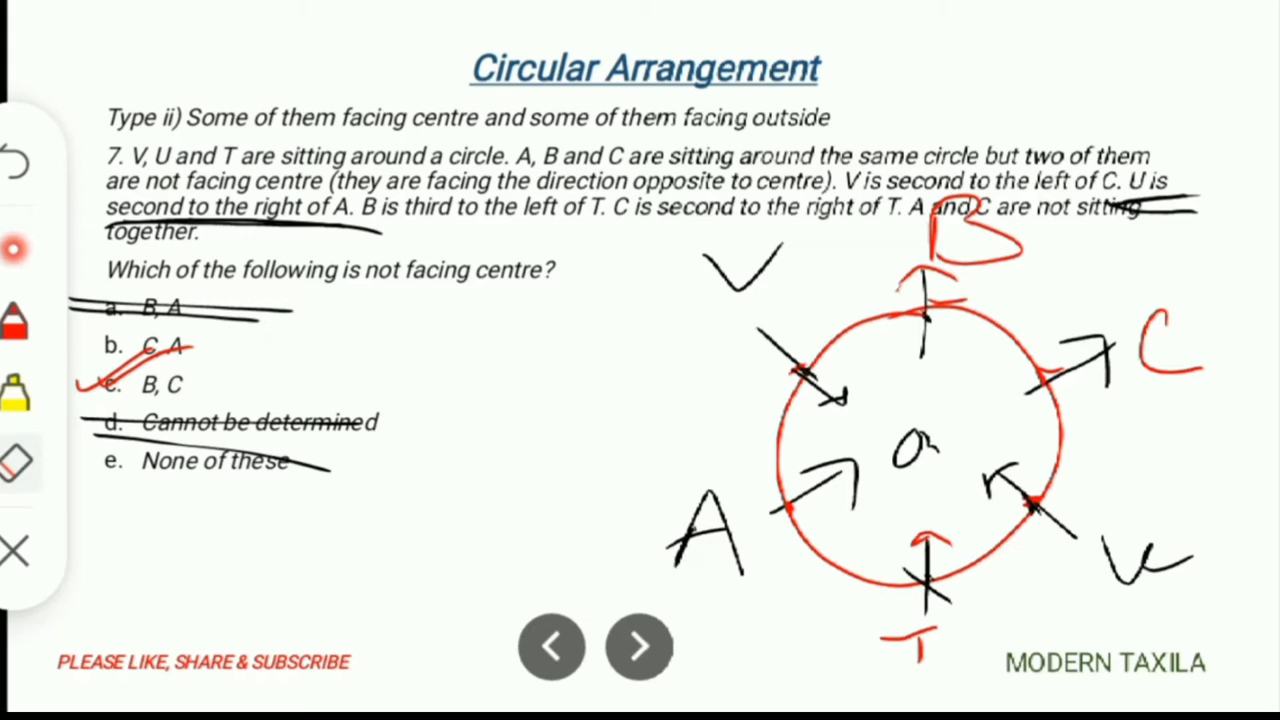 Circular Arrangement
Type ii) Some of them facing centre and some of them facing outside
7. V, U and T are sitting around a circle. A, B and C are sitting around the same circle but two of them
are not facing centre (they are facing the direction opposite to centre). V is second to the left of C. U is
second to the right of A. B is third to the left of T. C is second to the right of T. A and C are not sitting
together.
Which of the following is not facing centre?
a. B, A
b. C A
c. B, C
d. Cannot be determined
e. None of these
B
V
C
A
U
T
PLEASE LIKE, SHARE & SUBSCRIBE
MODERN TAXILA